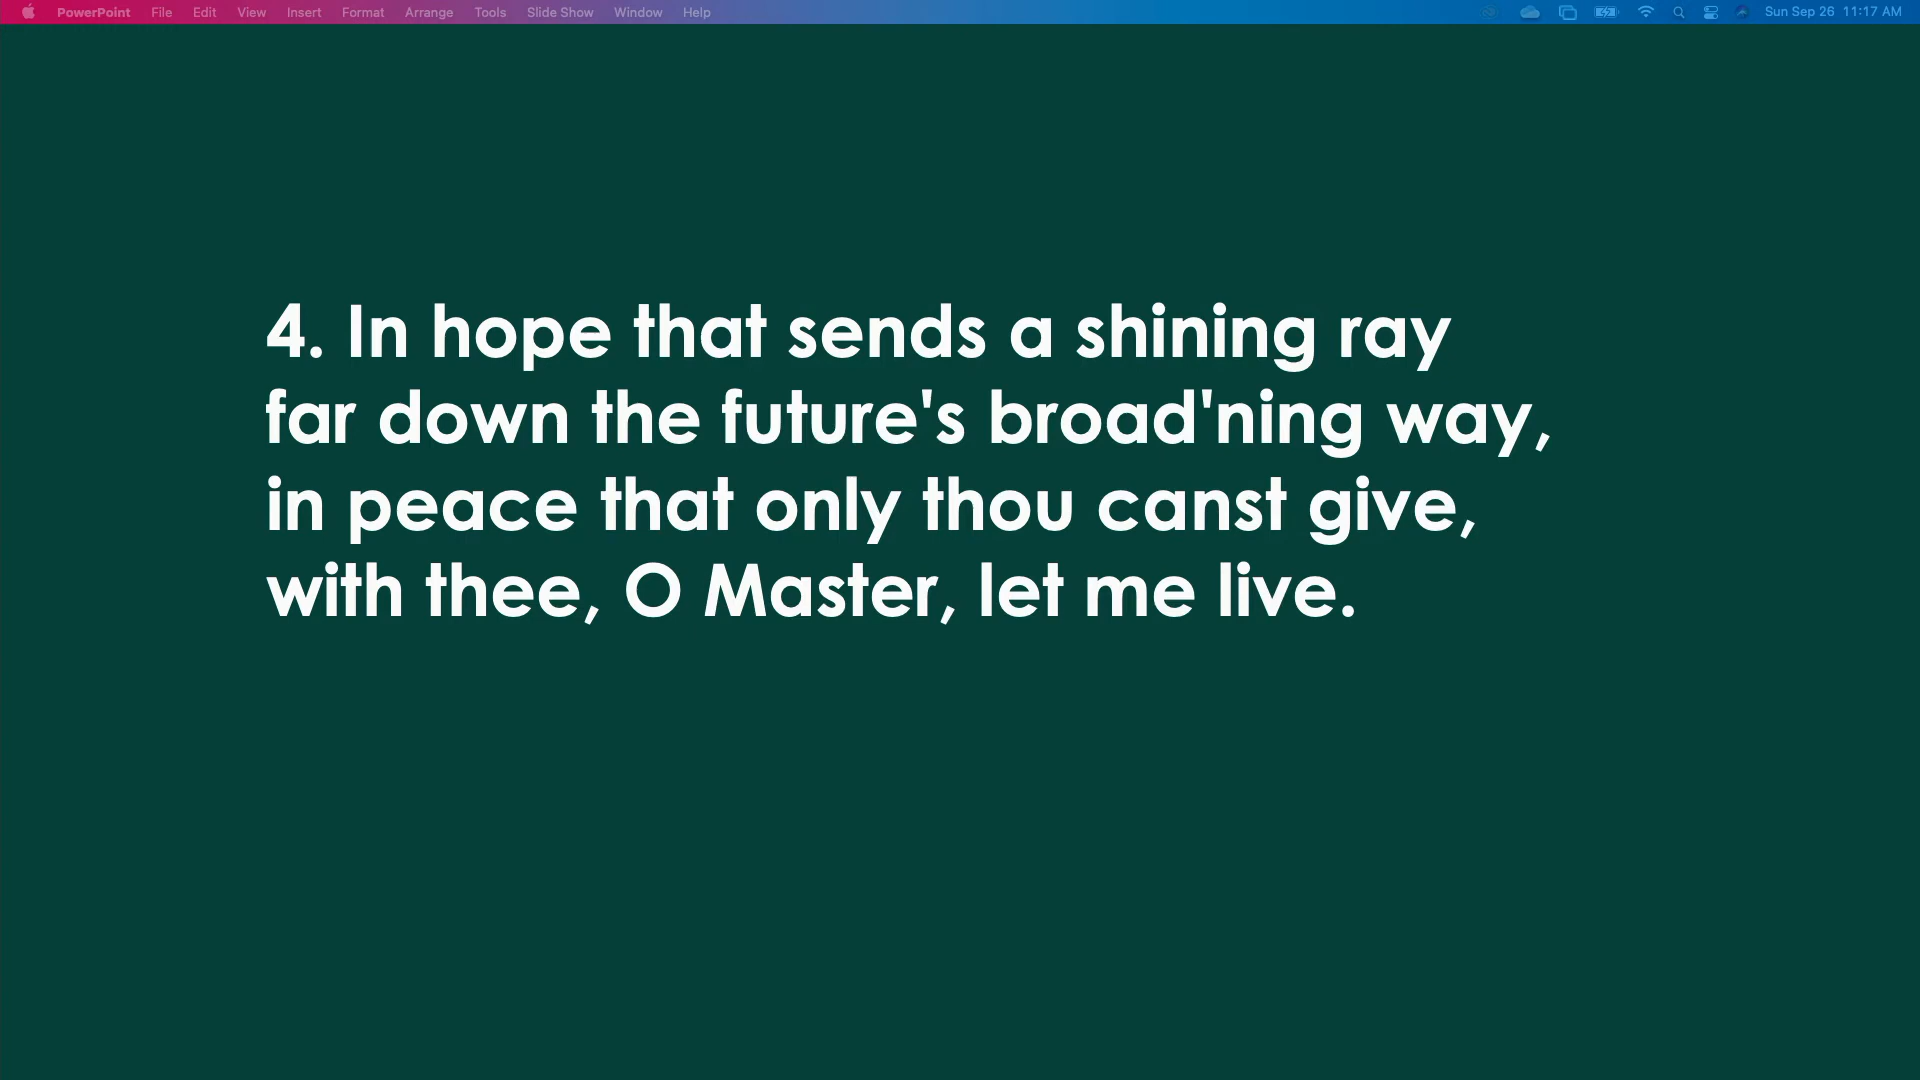 PowerPoint File Edit View Insert Format Arrange Tools Slide Show Window Help Sun Sep 26 11:17 AM
4. In hope that sends a shining ray
far down the future's broad'ning way,
in peace that only thou canst give,
with thee, O Master, let me live.